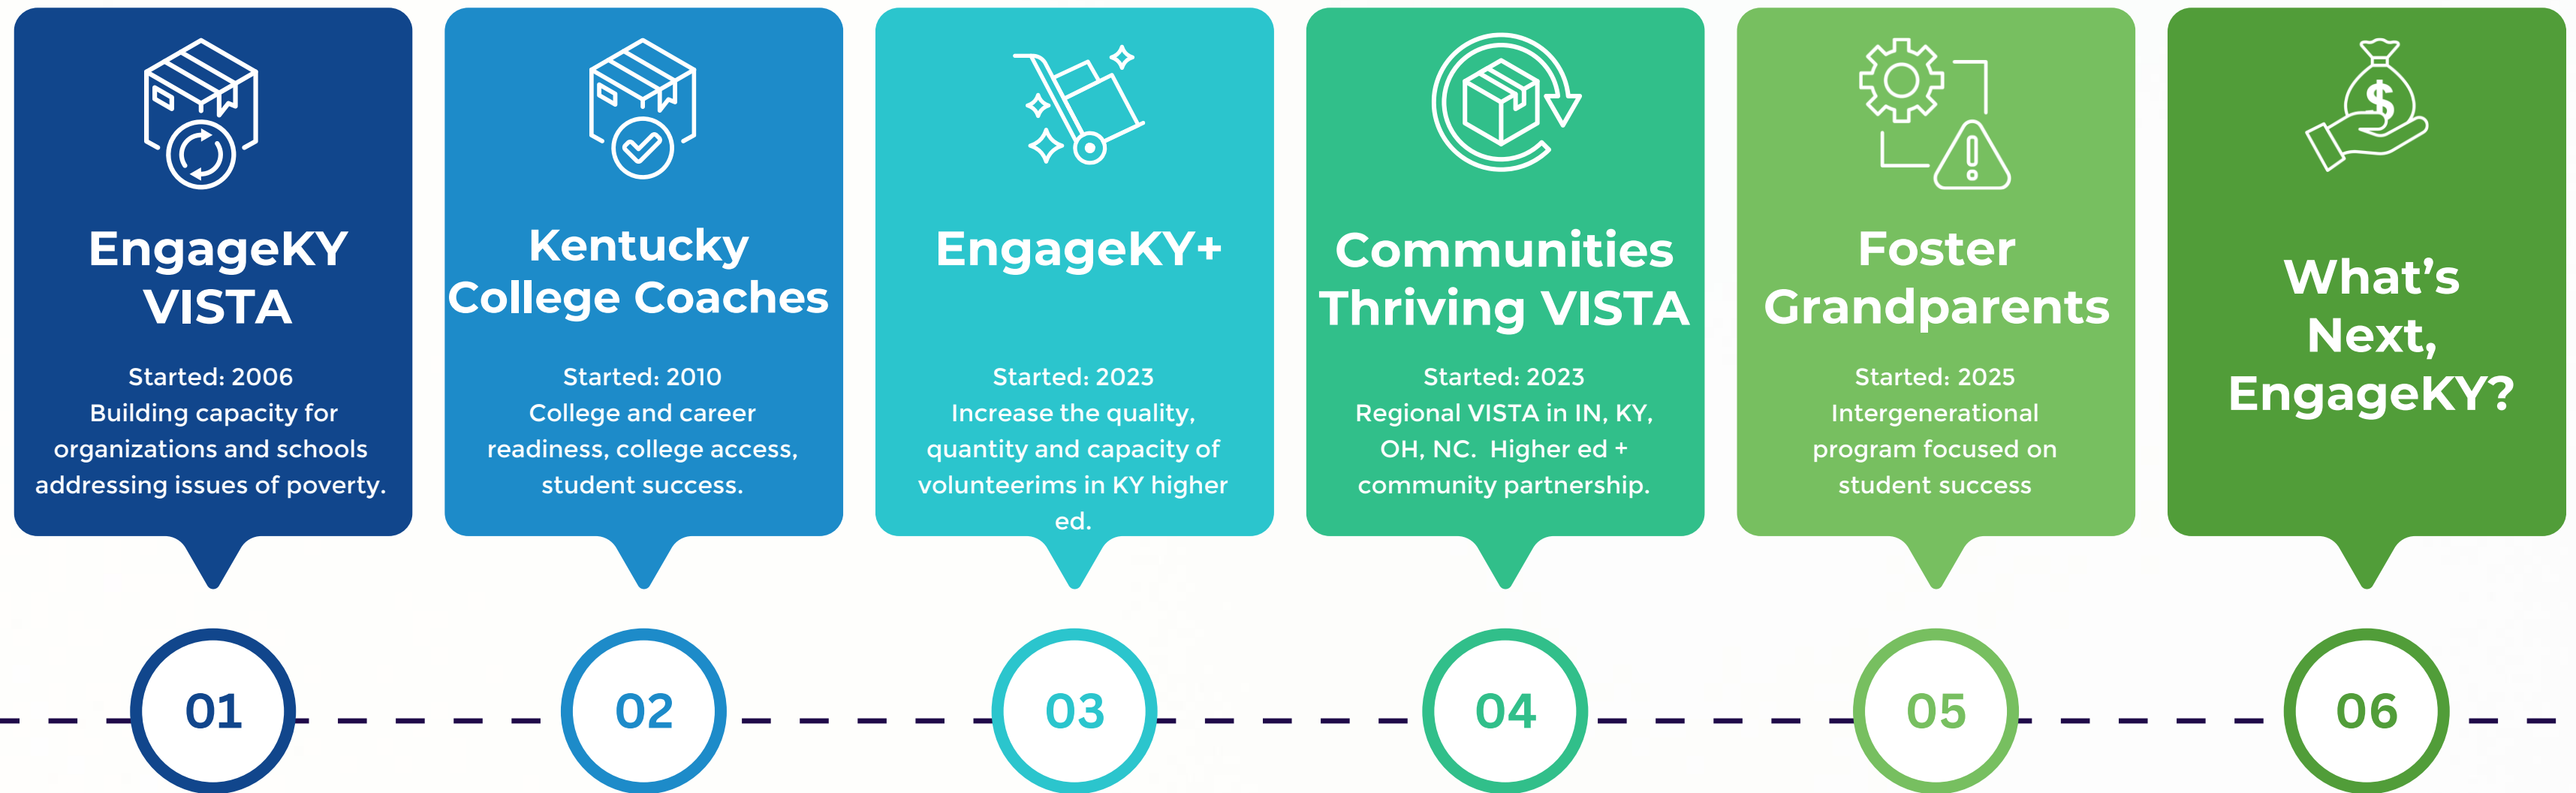 EngageKY
VISTA
Started: 2006
Building capacity for
organizations and schools
addressing issues of poverty.
Kentucky
College Coaches
Started: 2010
College and career
readiness, college access,
student success.
EngageKY+
Started: 2023
Increase the quality,
quantity and capacity of
volunteerims in KY higher
ed.
Communities
Thriving VISTA
Started: 2023
Regional VISTA in IN, KY,
OH, NC. Higher ed +
community partnership.
Foster
Grandparents
Started: 2025
Intergenerational
program focused on
student success
$
What's
Next,
EngageKY?
01
02
03
04
05
06